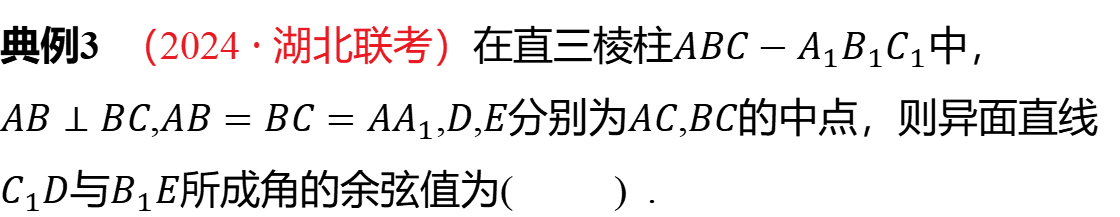 典例3 （2024 · 湖北联考）在直三棱柱ABC − A₁B₁C₁中，
AB ⊥ BC,AB = BC = AA₁,D,E分别为AC,BC的中点，则异面直线
C₁D与B₁E所成角的余弦值为(  ) .